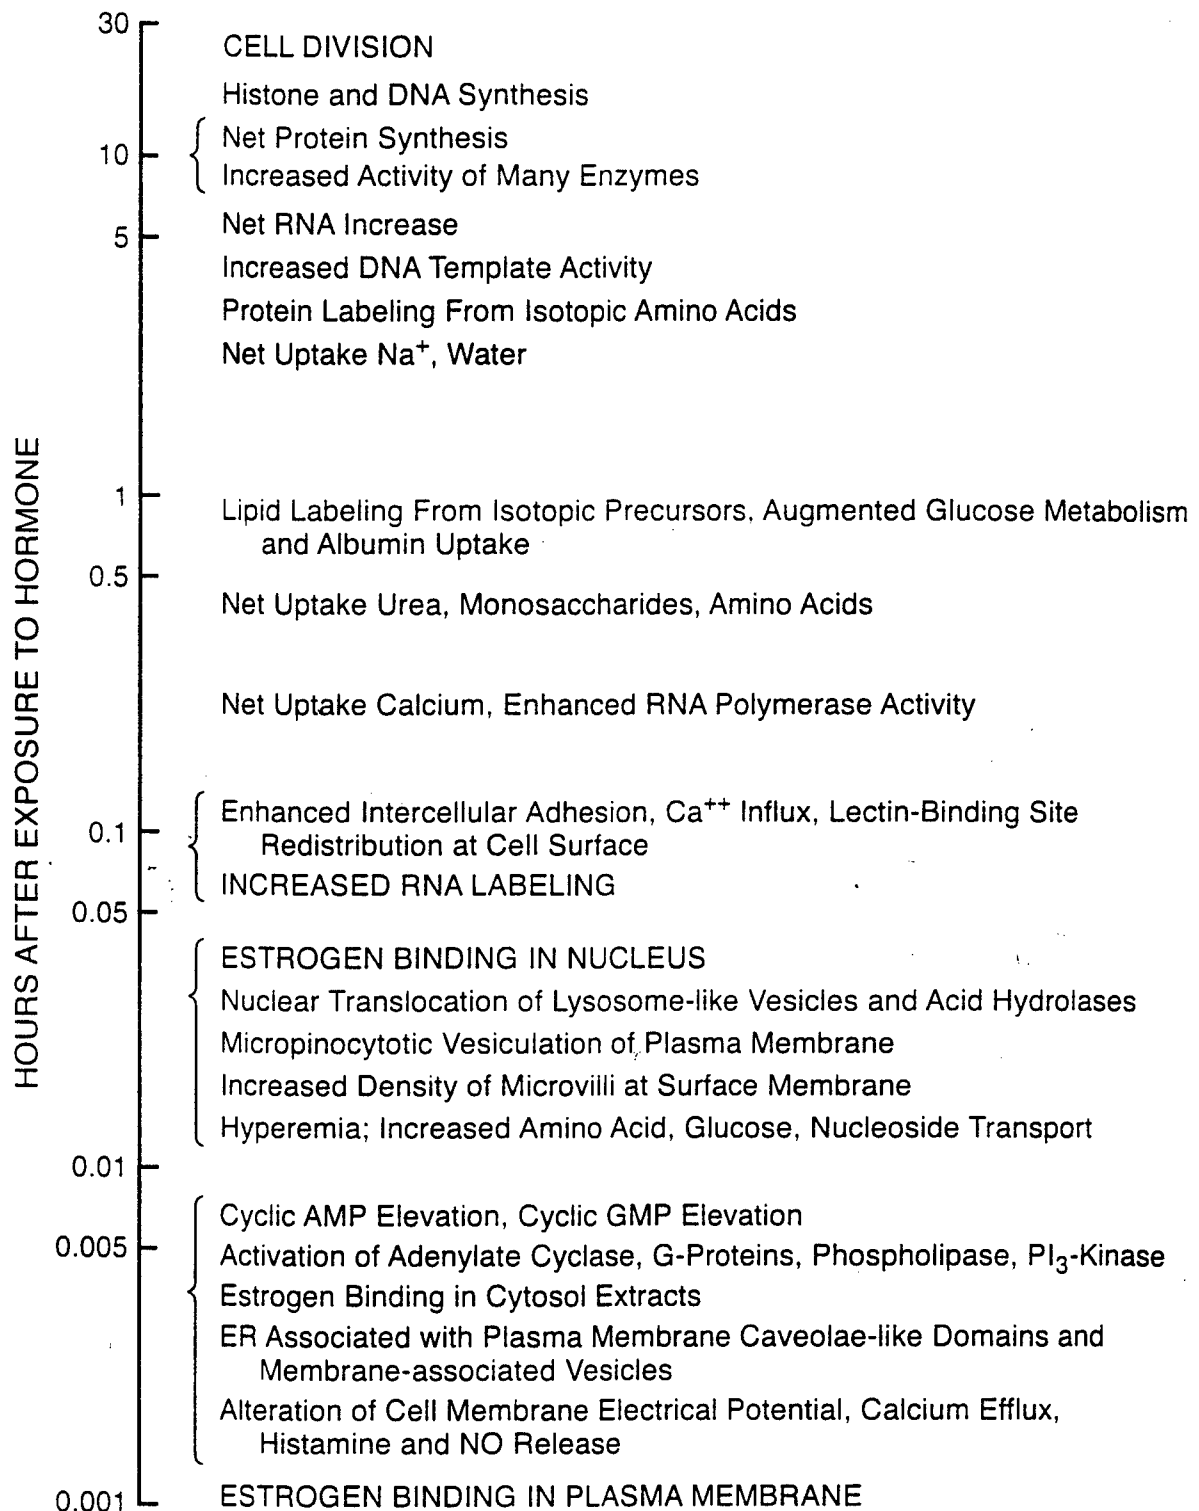 30
CELL DIVISION
Histone and DNA Synthesis
Net Protein Synthesis
10
Increased Activity of Many Enzymes
Net RNA Increase
5
Increased DNA Template Activity
Protein Labeling From Isotopic Amino Acids
Net Uptake Na⁺, Water
HOURS AFTER EXPOSURE TO HORMONE
1
Lipid Labeling From Isotopic Precursors, Augmented Glucose Metabolism
and Albumin Uptake
0.5
Net Uptake Urea, Monosaccharides, Amino Acids
Net Uptake Calcium, Enhanced RNA Polymerase Activity
Enhanced Intercellular Adhesion, Ca⁺⁺ Influx, Lectin-Binding Site
0.1
Redistribution at Cell Surface
INCREASED RNA LABELING
0.05
ESTROGEN BINDING IN NUCLEUS
Nuclear Translocation of Lysosome-like Vesicles and Acid Hydrolases
Micropinocytotic Vesiculation of Plasma Membrane
Increased Density of Microvilli at Surface Membrane
Hyperemia; Increased Amino Acid, Glucose, Nucleoside Transport
0.01
Cyclic AMP Elevation, Cyclic GMP Elevation
0.005
Activation of Adenylate Cyclase, G-Proteins, Phospholipase, PI₃-Kinase
Estrogen Binding in Cytosol Extracts
ER Associated with Plasma Membrane Caveolae-like Domains and
Membrane-associated Vesicles
Alteration of Cell Membrane Electrical Potential, Calcium Efflux,
Histamine and NO Release
0.001
ESTROGEN BINDING IN PLASMA MEMBRANE